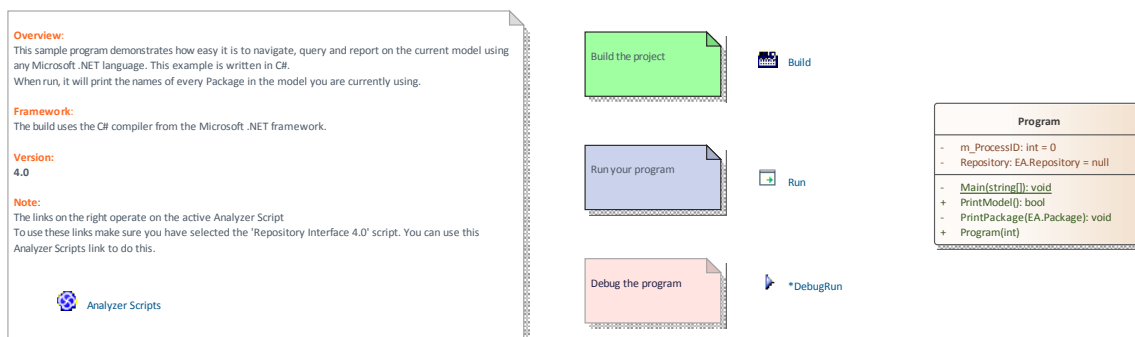 Overview:
This sample program demonstrates how easy it is to navigate, query and report on the current model using
any Microsoft .NET language. This example is written in C#.
When run, it will print the names of every Package in the model you are currently using.
Framework:
The build uses the C# compiler from the Microsoft .NET framework.
Version:
4.0
Note:
The links on the right operate on the active Analyzer Script
To use these links make sure you have selected the 'Repository Interface 4.0' script. You can use this
Analyzer Scripts link to do this.
Analyzer Scripts
Build the project
Build
Run your program
Run
Debug the program
*DebugRun
Program
- m_ProcessID: int = 0
- Repository: EA.Repository = null
- Main(string[]): void
+ PrintModel(): bool
- PrintPackage(EA.Package): void
+ Program(int)